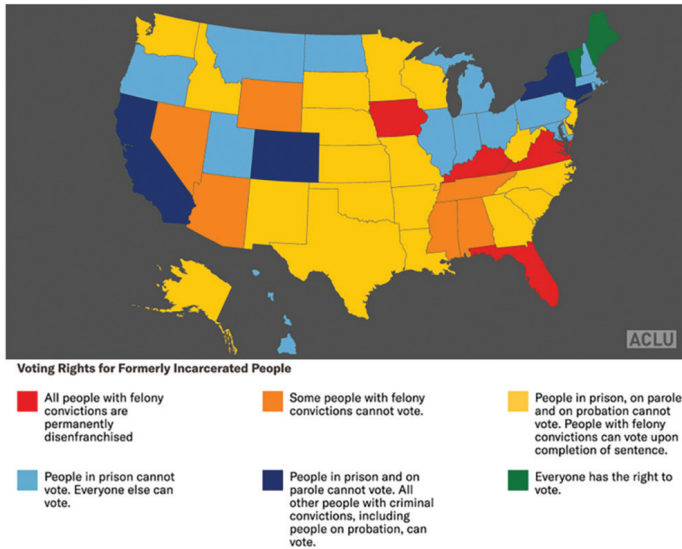 ACLU
Voting Rights for Formerly Incarcerated People
All people with felony
convictions are
permanently
disenfranchised
Some people with felony
convictions cannot vote.
People in prison, on parole
and on probation cannot
vote. People with felony
convictions can vote upon
completion of sentence.
People in prison cannot
vote. Everyone else can
vote.
People in prison and on
parole cannot vote. All
other people with criminal
convictions, including
people on probation, can
vote.
Everyone has the right to
vote.